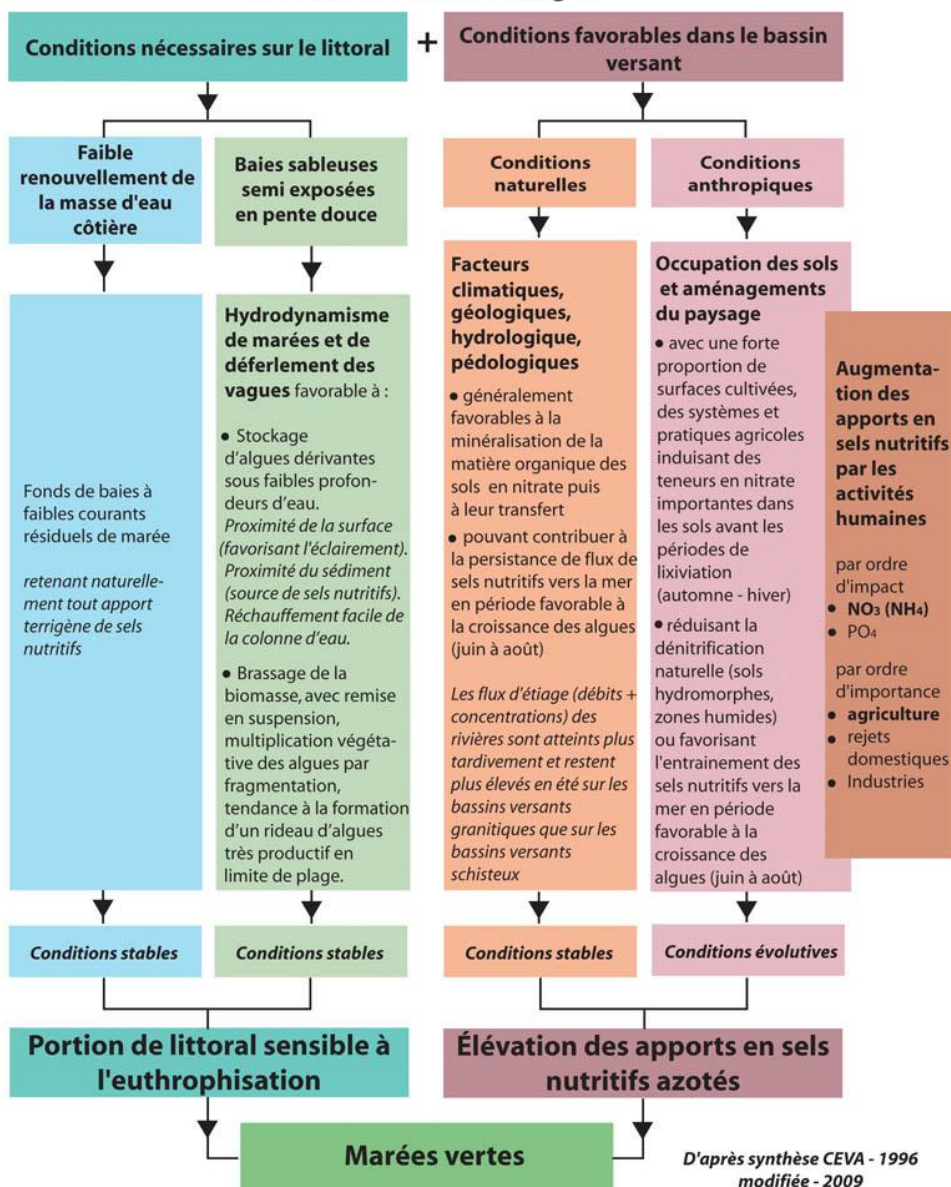 Conditions nécessaires sur le littoral
+
Conditions favorables dans le bassin
versant
Faible
renouvellement de
la masse d'eau
côtière
Baies sableuses
semi exposées
en pente douce
Conditions
naturelles
Conditions
anthropiques
Fonds de baies à
faibles courants
résiduels de marée
retenant naturelle-
ment tout apport
terrigène de sels
nutritifs
Hydrodynamisme
de marées et de
déferlement des
vagues favorable à :
• Stockage
d'algues dérivantes
sous faibles profon-
deurs d'eau.
Proximité de la surface
(favorisant l'éclairement).
Proximité du sédiment
(source de sels nutritifs).
Réchauffement facile de
la colonne d'eau.
• Brassage de la
biomasse, avec remise
en suspension,
multiplication végéta-
tive des algues par
fragmentation,
tendance à la formation
d'un rideau d'algues
très productif en
limite de plage.
Facteurs
climatiques,
géologiques,
hydrologique,
pédologiques
• généralement
favorables à la
minéralisation de la
matière organique des
sols en nitrate puis
à leur transfert
• pouvant contribuer à
la persistance de flux de
sels nutritifs vers la mer
en période favorable à
la croissance des algues
(juin à août)
Les flux d'étiage (débits +
concentrations) des
rivières sont atteints plus
tardivement et restent
plus élevés en été sur les
bassins versants
granitiques que sur les
bassins versants
schisteux
Occupation des sols
et aménagements
du paysage
• avec une forte
proportion de
surfaces cultivées,
des systèmes et
pratiques agricoles
induisant des
teneurs en nitrate
importantes dans
les sols avant les
périodes de
lixiviation
(automne - hiver)
• réduisant la
dénitrification
naturelle (sols
hydromorphes,
zones humides)
ou favorisant
l'entrainement des
sels nutritifs vers la
mer en période
favorable à la
croissance des
algues (juin à août)
Augmenta-
tion des
apports en
sels nutritifs
par les
activités
humaines
par ordre
d'impact
• NO3 (NH4)
• PO4
par ordre
d'importance
• agriculture
• rejets
domestiques
• Industries
Conditions stables
Conditions stables
Conditions stables
Conditions évolutives
Portion de littoral sensible à
l'euthrophisation
Élévation des apports en sels
nutritifs azotés
Marées vertes
D'après synthèse CEVA - 1996
modifiée - 2009